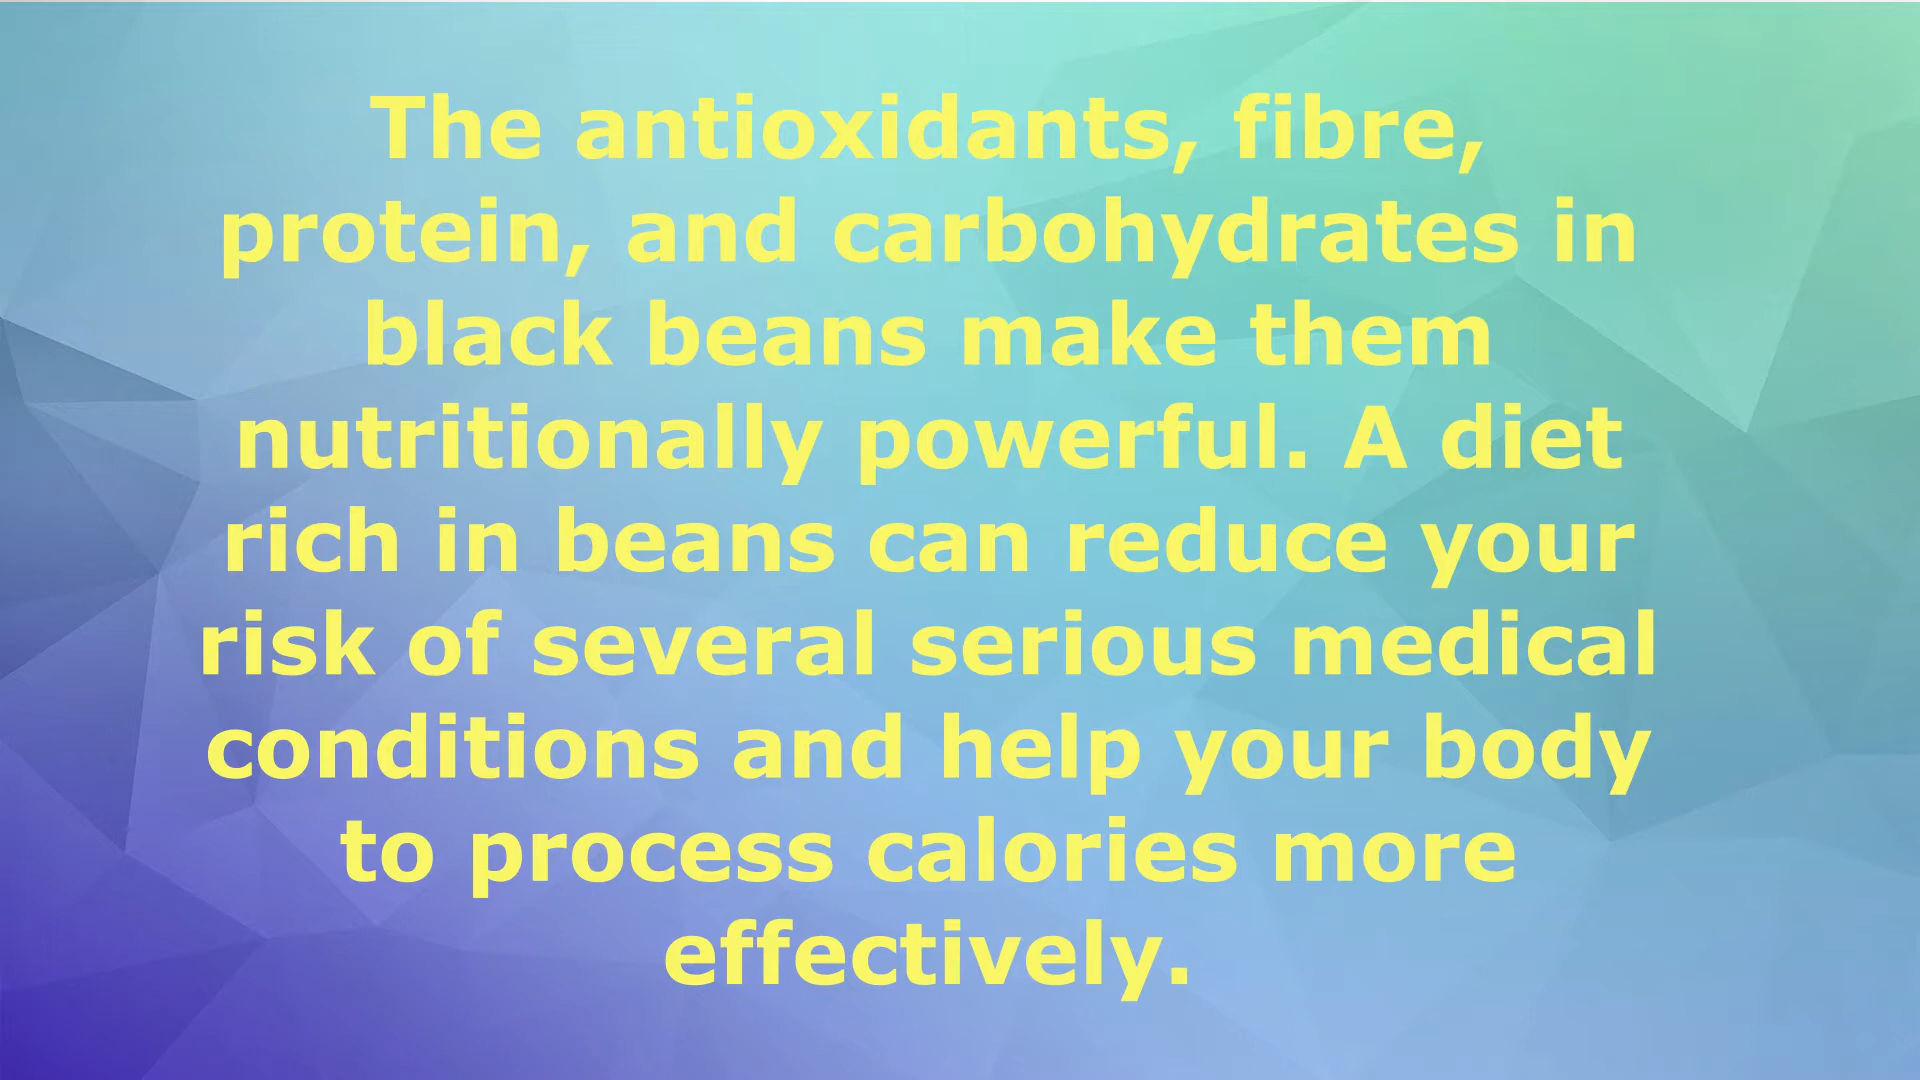 The antioxidants, fibre,
protein, and carbohydrates in
black beans make them
nutritionally powerful. A diet
rich in beans can reduce your
risk of several serious medical
conditions and help your body
to process calories more
effectively.